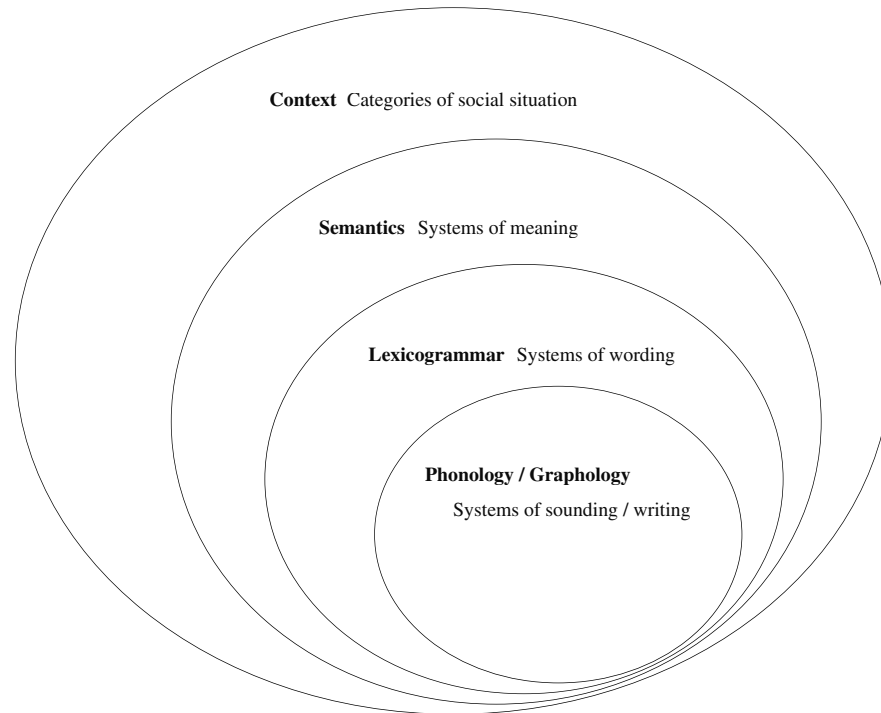 Context Categories of social situation
Semantics Systems of meaning
Lexicogrammar Systems of wording
Phonology / Graphology
Systems of sounding / writing